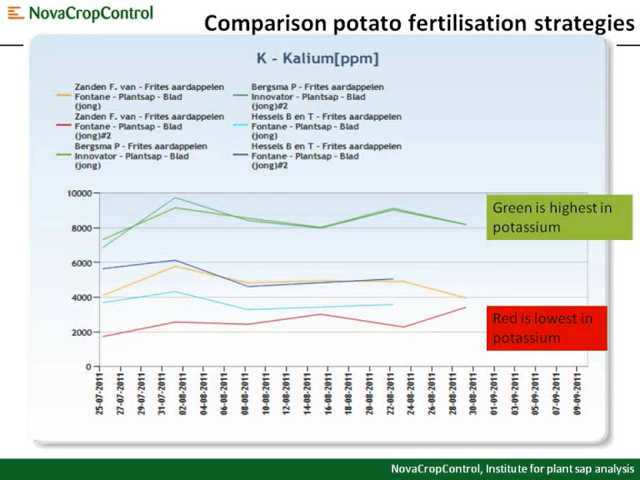 NovaCropControl
Comparison potato fertilisation strategies
K - Kalium[ppm]
Zanden F. van - Frites aardappelen
Fontane - Plantsap - Blad
(jong)
Zanden F. van - Frites aardappelen
Fontane - Plantsap - Blad
(jong)#2
Bergsma P - Frites aardappelen
Innovator - Plantsap - Blad
(jong)
Bergsma P - Frites aardappelen
Innovator - Plantsap - Blad
(jong)#2
Hessels B en T - Frites aardappelen
Fontane - Plantsap - Blad
(jong)
Hessels B en T - Frites aardappelen
Fontane - Plantsap - Blad
(jong)#2
10000
8000
6000
4000
2000
0
Green is highest in
potassium
Red is lowest in
potassium
25-07-2011
27-07-2011
29-07-2011
31-07-2011
02-08-2011
04-08-2011
06-08-2011
08-08-2011
10-08-2011
12-08-2011
14-08-2011
16-08-2011
18-08-2011
20-08-2011
22-08-2011
24-08-2011
26-08-2011
28-08-2011
30-08-2011
01-09-2011
03-09-2011
05-09-2011
07-09-2011
09-09-2011
NovaCropControl, Institute for plant sap analysis